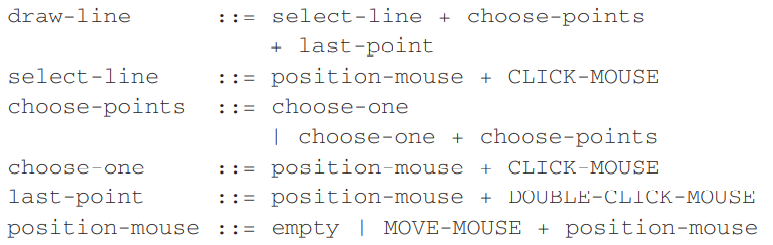 draw-line ::= select-line + choose-points
+ last-point
select-line ::= position-mouse + CLICK-MOUSE
choose-points ::= choose-one
| choose-one + choose-points
choose-one ::= position-mouse + CLICK-MOUSE
last-point ::= position-mouse + DOUBLE-CLICK-MOUSE
position-mouse ::= empty | MOVE-MOUSE + position-mouse